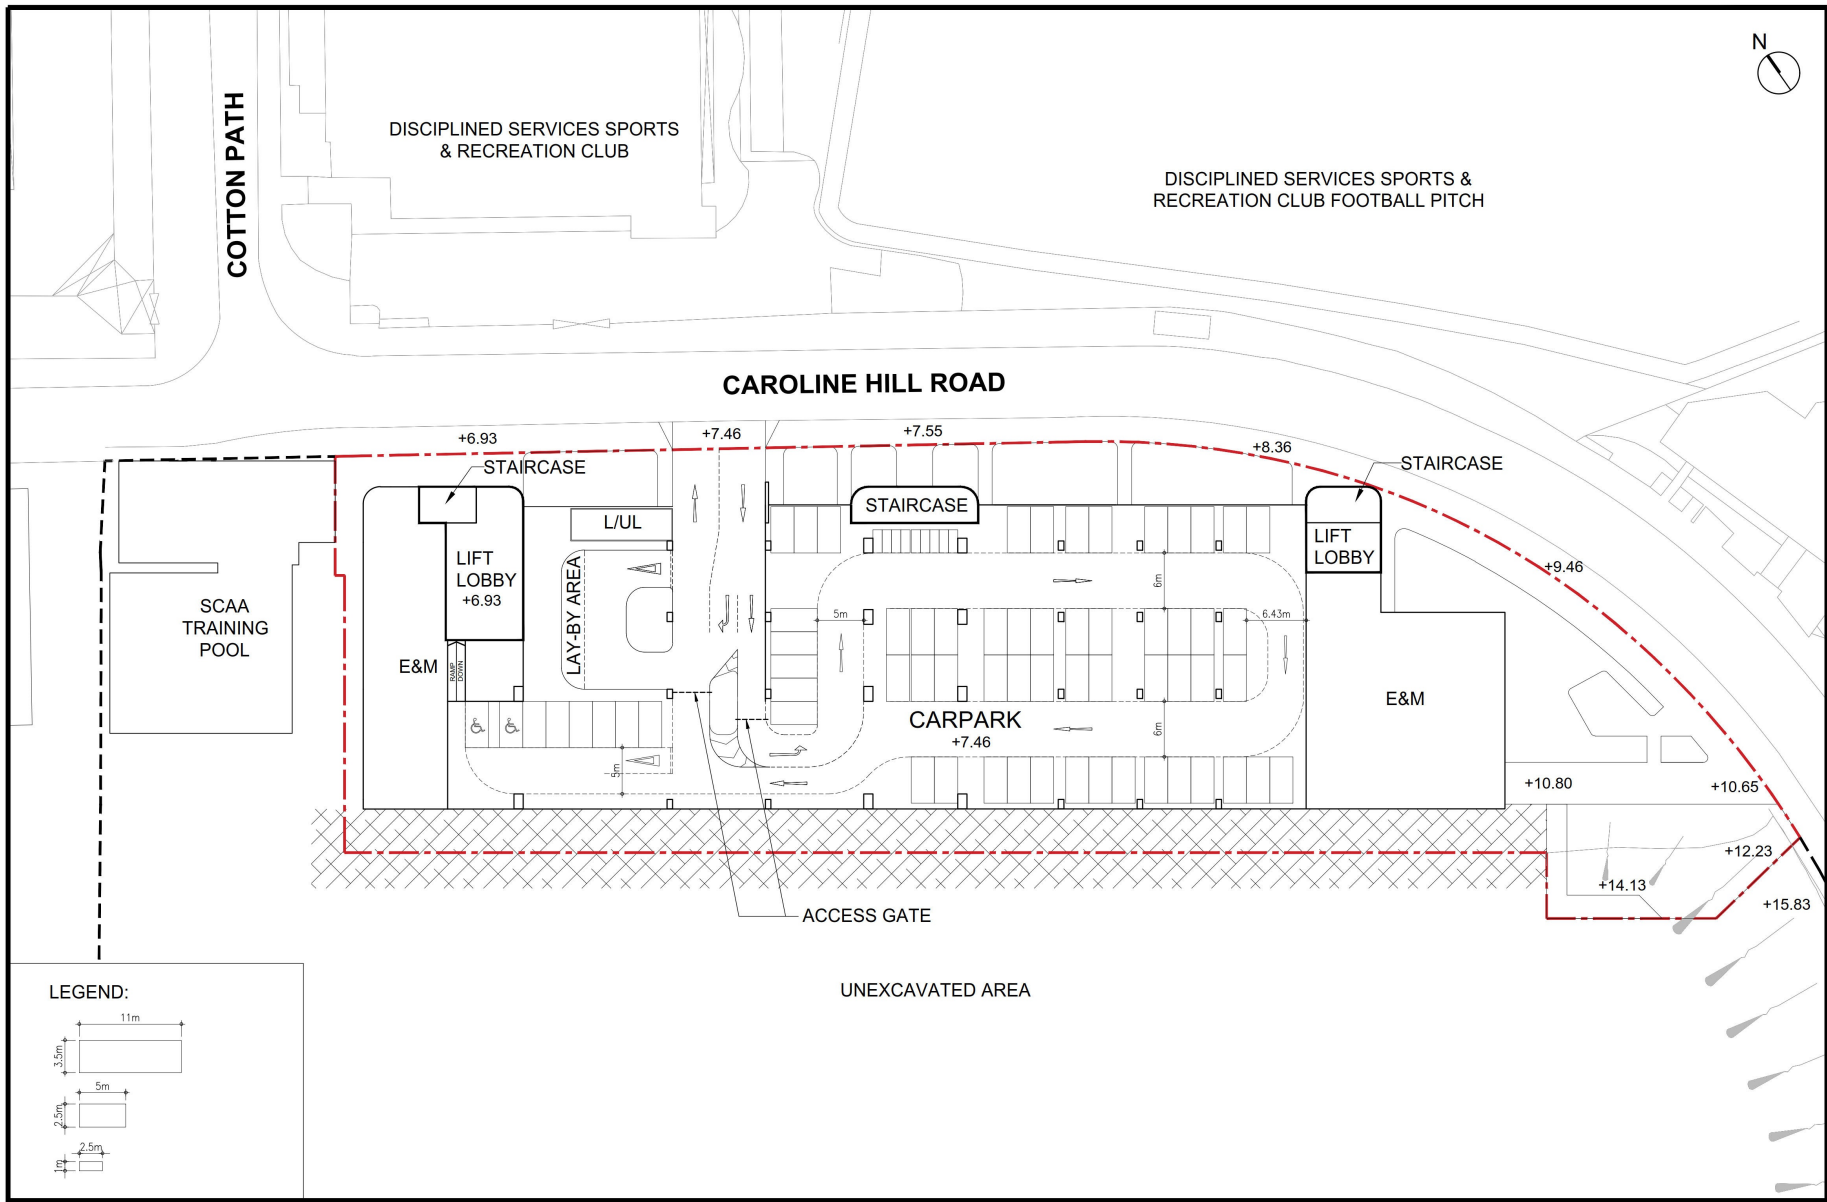 N
COTTON PATH
DISCIPLINED SERVICES SPORTS
& RECREATION CLUB
DISCIPLINED SERVICES SPORTS &
RECREATION CLUB FOOTBALL PITCH
CAROLINE HILL ROAD
+6.93
+7.46
+7.55
+8.36
STAIRCASE
STAIRCASE
STAIRCASE
L/UL
LIFT
LOBBY
+6.93
LIFT
LOBBY
+9.46
LAY-BY AREA
SCAA
TRAINING
POOL
E&M
RAMP
DOWN
5m
6m
6.43m
E&M
CARPARK
+7.46
6m
5m
+10.80
+10.65
+12.23
+14.13
+15.83
ACCESS GATE
UNEXCAVATED AREA
LEGEND:
11m
3.5m
5m
2.5m
2.5m
1m